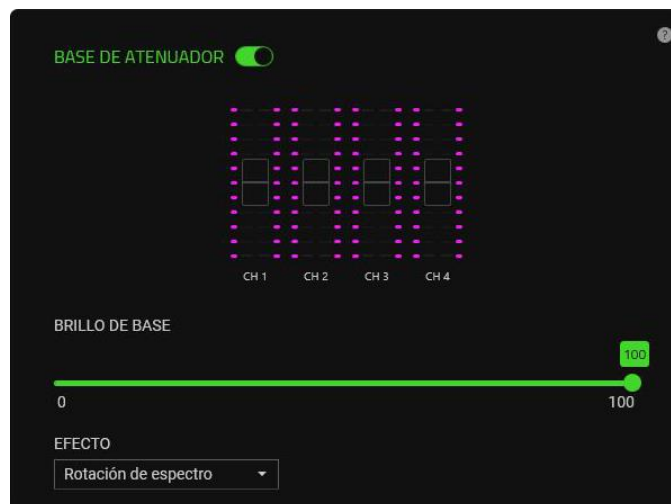 BASE DE ATENUADOR
?
CH 1 CH 2 CH 3 CH 4
BRILLO DE BASE
100
0 100
EFECTO
Rotación de espectro